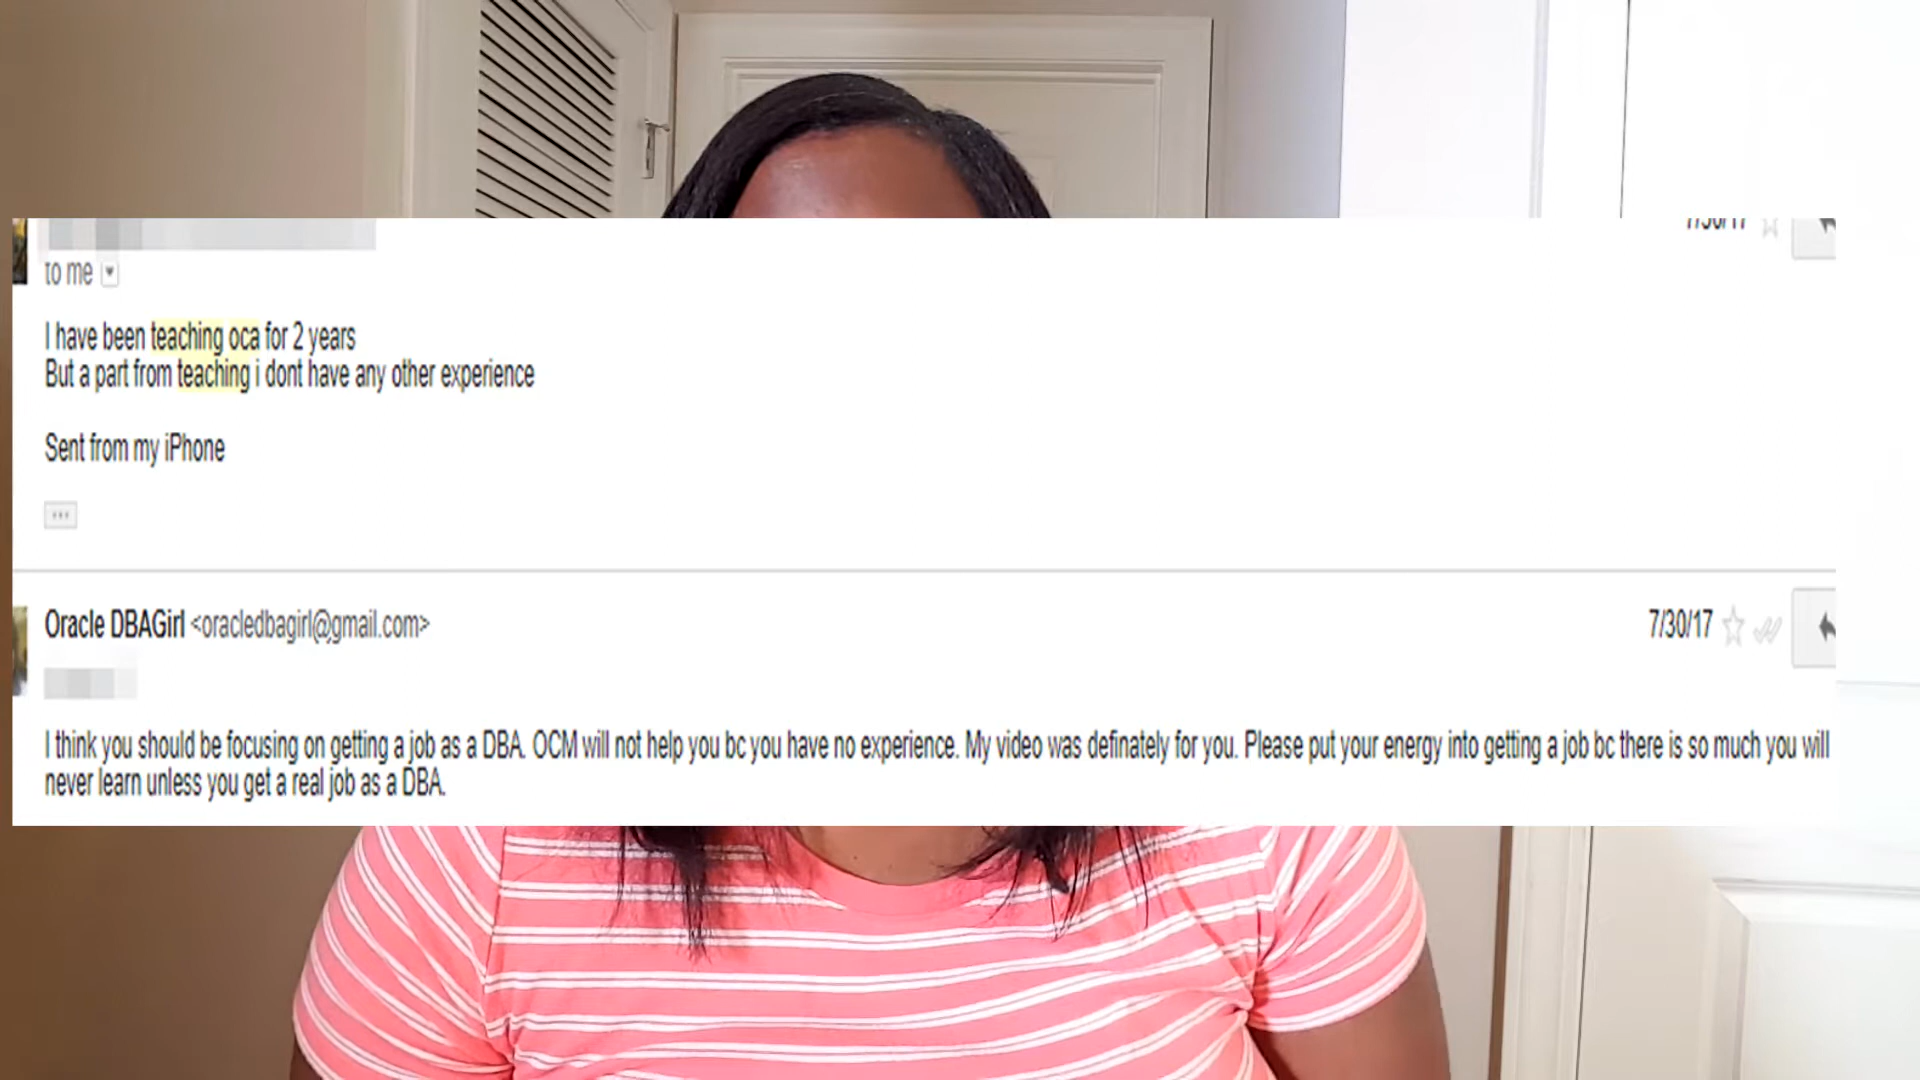 to me
I have been teaching oca for 2 years
But a part from teaching i dont have any other experience
Sent from my iPhone
Oracle DBAGirl <oracledbagirl@gmail.com> 7/30/17
I think you should be focusing on getting a job as a DBA. OCM will not help you bc you have no experience. My video was definately for you. Please put your energy into getting a job bc there is so much you will
never learn unless you get a real job as a DBA.